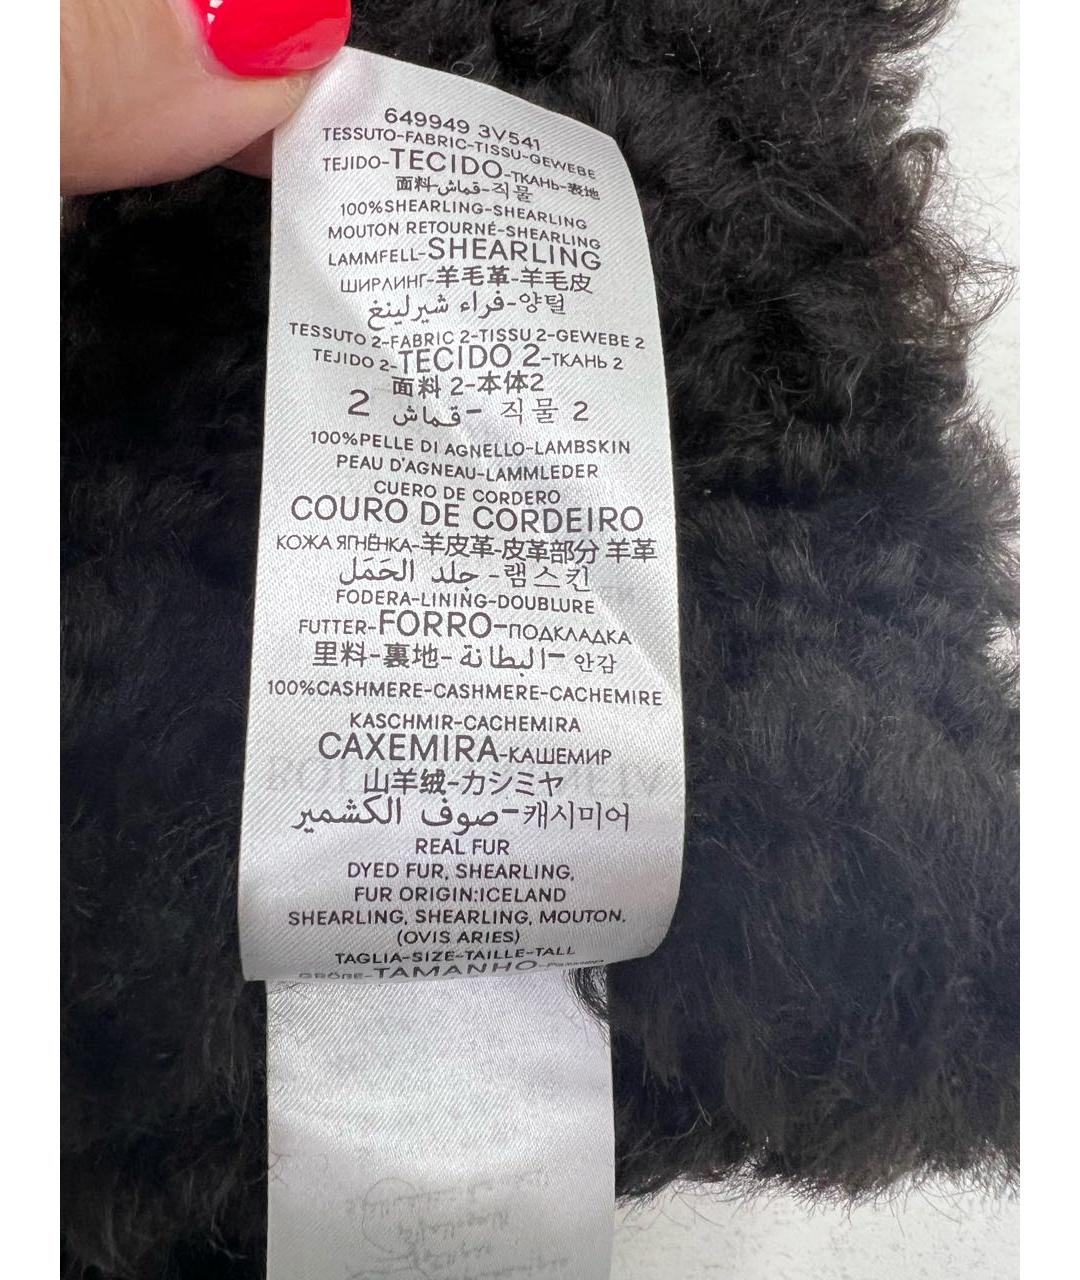 649949 3V541
TESSUTO-FABRIC-TISSU-GEWEBE
TEJIDO-TECIDO-ТКАНЬ-表地
面料-قماش-직물
100%SHEARLING-SHEARLING
MOUTON RETOURNÉ-SHEARLING
LAMMFELL-SHEARLING
ШИРЛИНГ-羊毛革-羊毛皮
فراء شيرلينغ-양털
TESSUTO 2-FABRIC 2-TISSU 2-GEWEBE 2
TEJIDO 2-TECIDO 2-ТКАНЬ 2
面料 2-本体2
2 قماش - 직물 2
100%PELLE DI AGNELLO-LAMBSKIN
PEAU D'AGNEAU-LAMMLEDER
CUERO DE CORDERO
COURO DE CORDEIRO
КОЖА ЯГНЁНКА-羊皮革-皮革部分 羊革
جلد الحَمَل-램스킨
FODERA-LINING-DOUBLURE
FUTTER-FORRO-ПОДКЛАДКА
里料-裏地-البطانة-안감
100%CASHMERE-CASHMERE-CACHEMIRE
KASCHMIR-CACHEMIRA
CAXEMIRA-КАШЕМИР
山羊绒-カシミヤ
صوف الكشمير-캐시미어
REAL FUR
DYED FUR, SHEARLING,
FUR ORIGIN:ICELAND
SHEARLING, SHEARLING, MOUTON.
(OVIS ARIES)
TAGLIA-SIZE-TAILLE-TALL
GRÖßE-TAMANHO-Размер